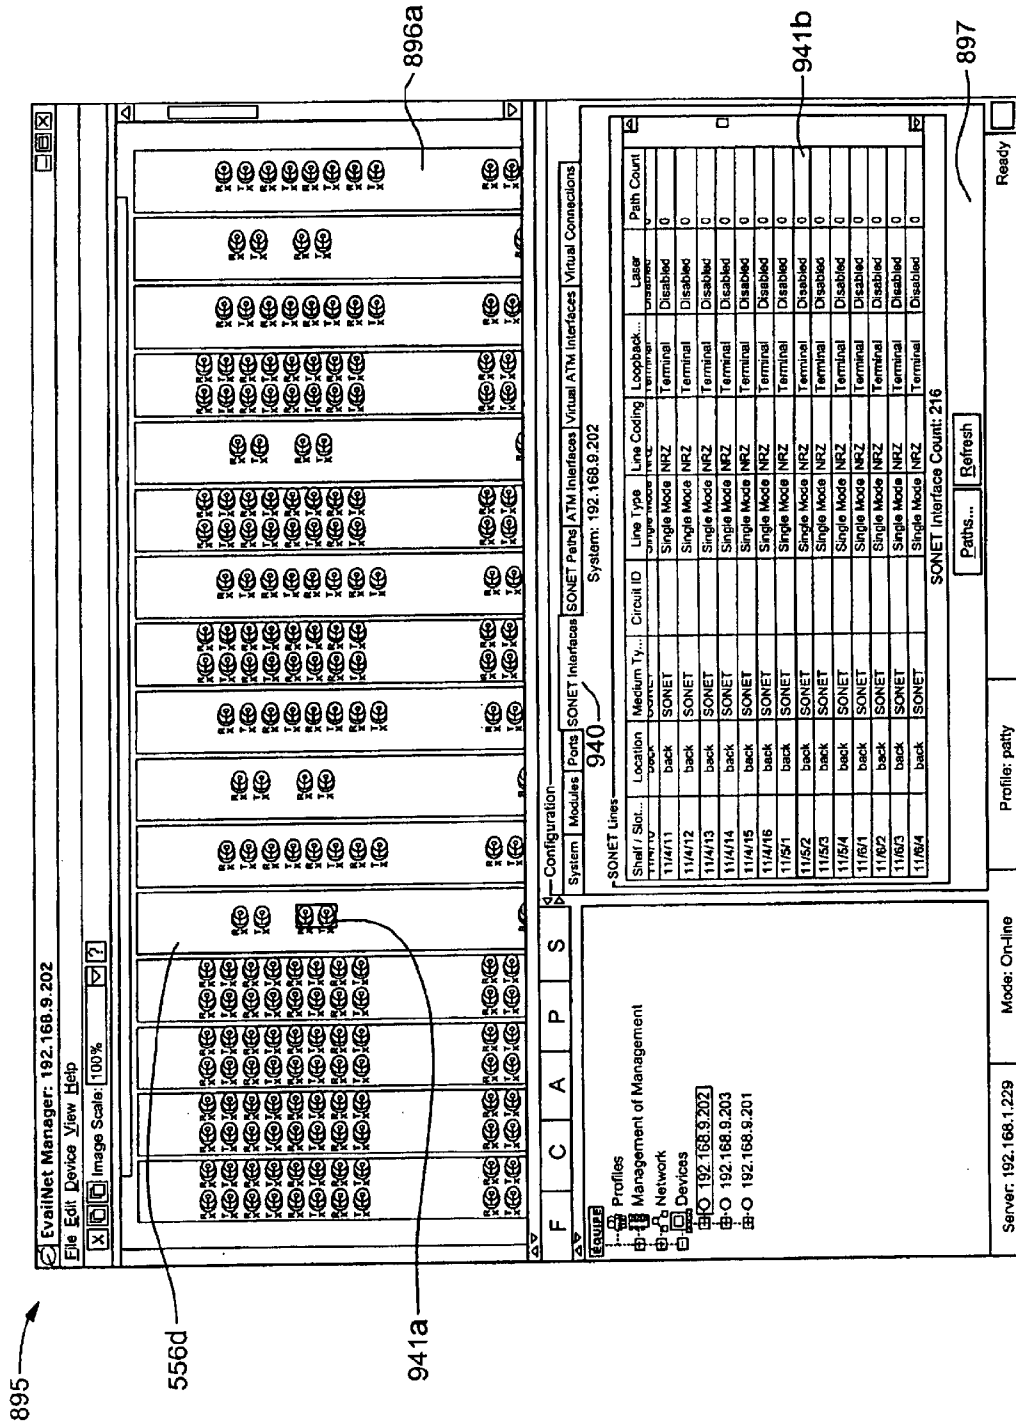 895
EvailNet Manager: 192.168.9.202
File Edit Device View Help
Image Scale: 100% ?
556d
941a
896a
F C A P S
EQUIPE
Profiles
Management of Management
Network
Devices
192.168.9.202
192.168.9.203
192.168.9.201
Configuration
System Modules Ports SONET Interfaces SONET Paths ATM Interfaces Virtual ATM Interfaces Virtual Connections
940
System: 192.168.9.202
SONET Lines
Shelf / Slot... Location Medium Ty... Circuit ID Line Type Line Coding Loopback... Laser Path Count
11/4/10 back SONET Single Mode NRZ Terminal Disabled 0
11/4/11 back SONET Single Mode NRZ Terminal Disabled 0
11/4/12 back SONET Single Mode NRZ Terminal Disabled 0
11/4/13 back SONET Single Mode NRZ Terminal Disabled 0
11/4/14 back SONET Single Mode NRZ Terminal Disabled 0
11/4/15 back SONET Single Mode NRZ Terminal Disabled 0
11/4/16 back SONET Single Mode NRZ Terminal Disabled 0
11/5/1 back SONET Single Mode NRZ Terminal Disabled 0
11/5/2 back SONET Single Mode NRZ Terminal Disabled 0
11/5/3 back SONET Single Mode NRZ Terminal Disabled 0
11/5/4 back SONET Single Mode NRZ Terminal Disabled 0
11/6/1 back SONET Single Mode NRZ Terminal Disabled 0
11/6/2 back SONET Single Mode NRZ Terminal Disabled 0
11/6/3 back SONET Single Mode NRZ Terminal Disabled 0
11/6/4 back SONET Single Mode NRZ Terminal Disabled 0
941b
SONET Interface Count: 216
Paths... Refresh
897
Server: 192.168.1.229 Mode: On-line Profile: patty Ready